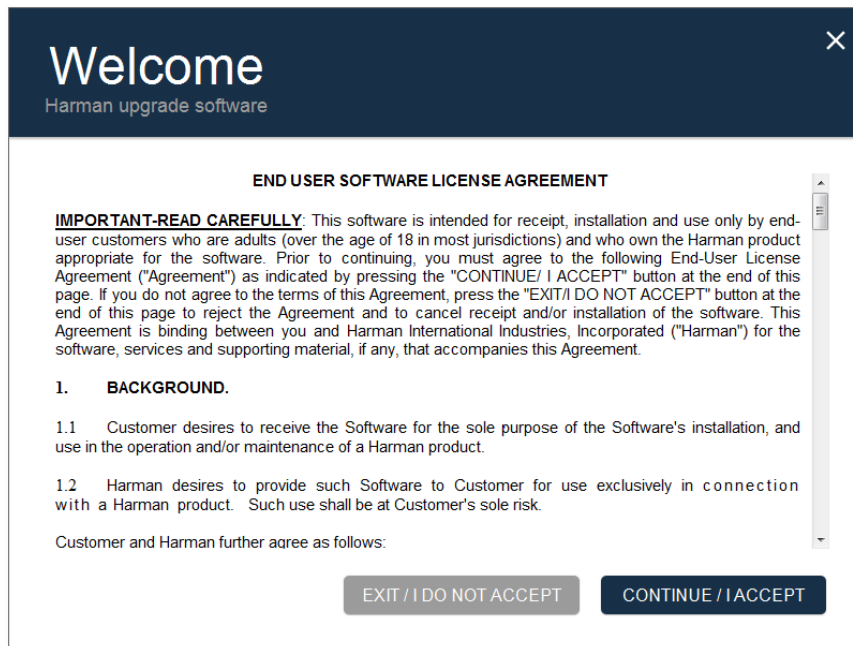 Welcome
Harman upgrade software
END USER SOFTWARE LICENSE AGREEMENT
IMPORTANT-READ CAREFULLY: This software is intended for receipt, installation and use only by end-
user customers who are adults (over the age of 18 in most jurisdictions) and who own the Harman product
appropriate for the software. Prior to continuing, you must agree to the following End-User License
Agreement ("Agreement") as indicated by pressing the "CONTINUE/ I ACCEPT" button at the end of this
page. If you do not agree to the terms of this Agreement, press the "EXIT/I DO NOT ACCEPT" button at the
end of this page to reject the Agreement and to cancel receipt and/or installation of the software. This
Agreement is binding between you and Harman International Industries, Incorporated ("Harman") for the
software, services and supporting material, if any, that accompanies this Agreement.
1. BACKGROUND.
1.1 Customer desires to receive the Software for the sole purpose of the Software's installation, and
use in the operation and/or maintenance of a Harman product.
1.2 Harman desires to provide such Software to Customer for use exclusively in connection
with a Harman product. Such use shall be at Customer's sole risk.
Customer and Harman further agree as follows:
EXIT / I DO NOT ACCEPT
CONTINUE / I ACCEPT